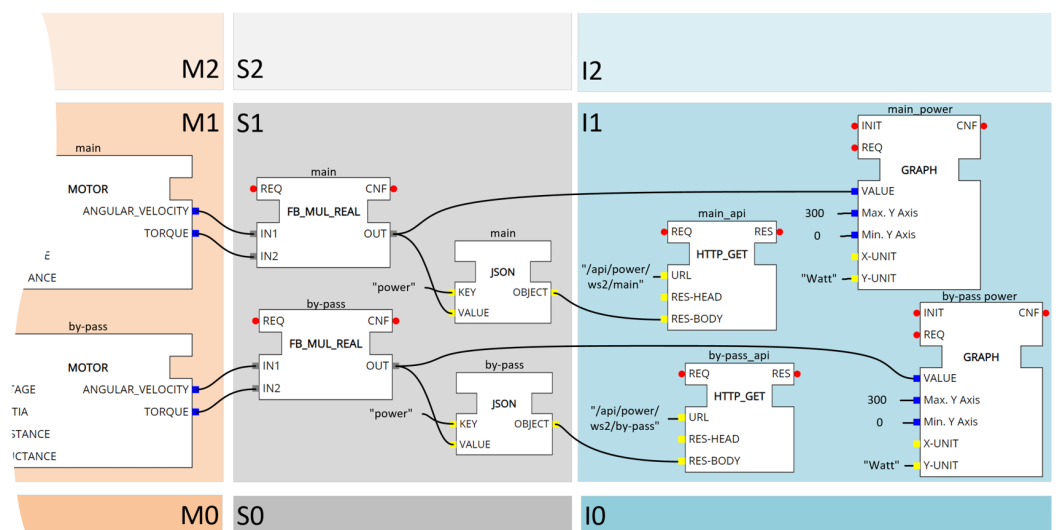 M2
S2
I2
M1
S1
I1
main
MOTOR
ANGULAR_VELOCITY
TORQUE
E
ANCE
by-pass
MOTOR
TAGE
ANGULAR_VELOCITY
TIA
TORQUE
STANCE
UCTANCE
main
REQ
CNF
FB_MUL_REAL
IN1
OUT
IN2
main
JSON
"power"
KEY
OBJECT
VALUE
by-pass
REQ
CNF
FB_MUL_REAL
IN1
OUT
IN2
by-pass
JSON
"power"
KEY
OBJECT
VALUE
main_power
INIT
CNF
REQ
GRAPH
VALUE
300
Max. Y Axis
0
Min. Y Axis
X-UNIT
"Watt"
Y-UNIT
main_api
REQ
RES
HTTP_GET
"/api/power/
ws2/main"
URL
RES-HEAD
RES-BODY
by-pass power
INIT
CNF
REQ
GRAPH
VALUE
300
Max. Y Axis
0
Min. Y Axis
X-UNIT
"Watt"
Y-UNIT
by-pass_api
REQ
RES
HTTP_GET
"/api/power/
ws2/by-pass"
URL
RES-HEAD
RES-BODY
M0
S0
I0